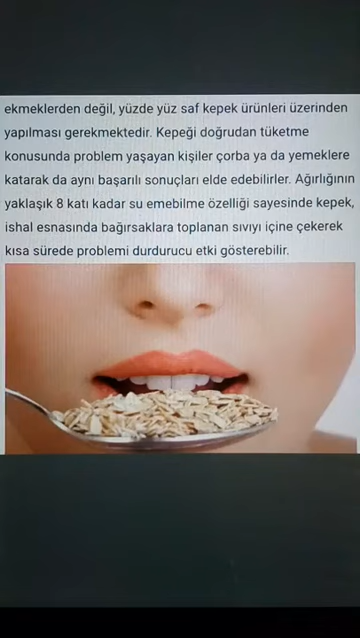 ekmeklerden değil, yüzde yüz saf kepek ürünleri üzerinden
yapılması gerekmektedir. Kepeği doğrudan tüketme
konusunda problem yaşayan kişiler çorba ya da yemeklere
katarak da aynı başarılı sonuçları elde edebilirler. Ağırlığının
yaklaşık 8 katı kadar su emebilme özelliği sayesinde kepek,
ishal esnasında bağırsaklara toplanan sıvıyı içine çekerek
kısa sürede problemi durdurucu etki gösterebilir.